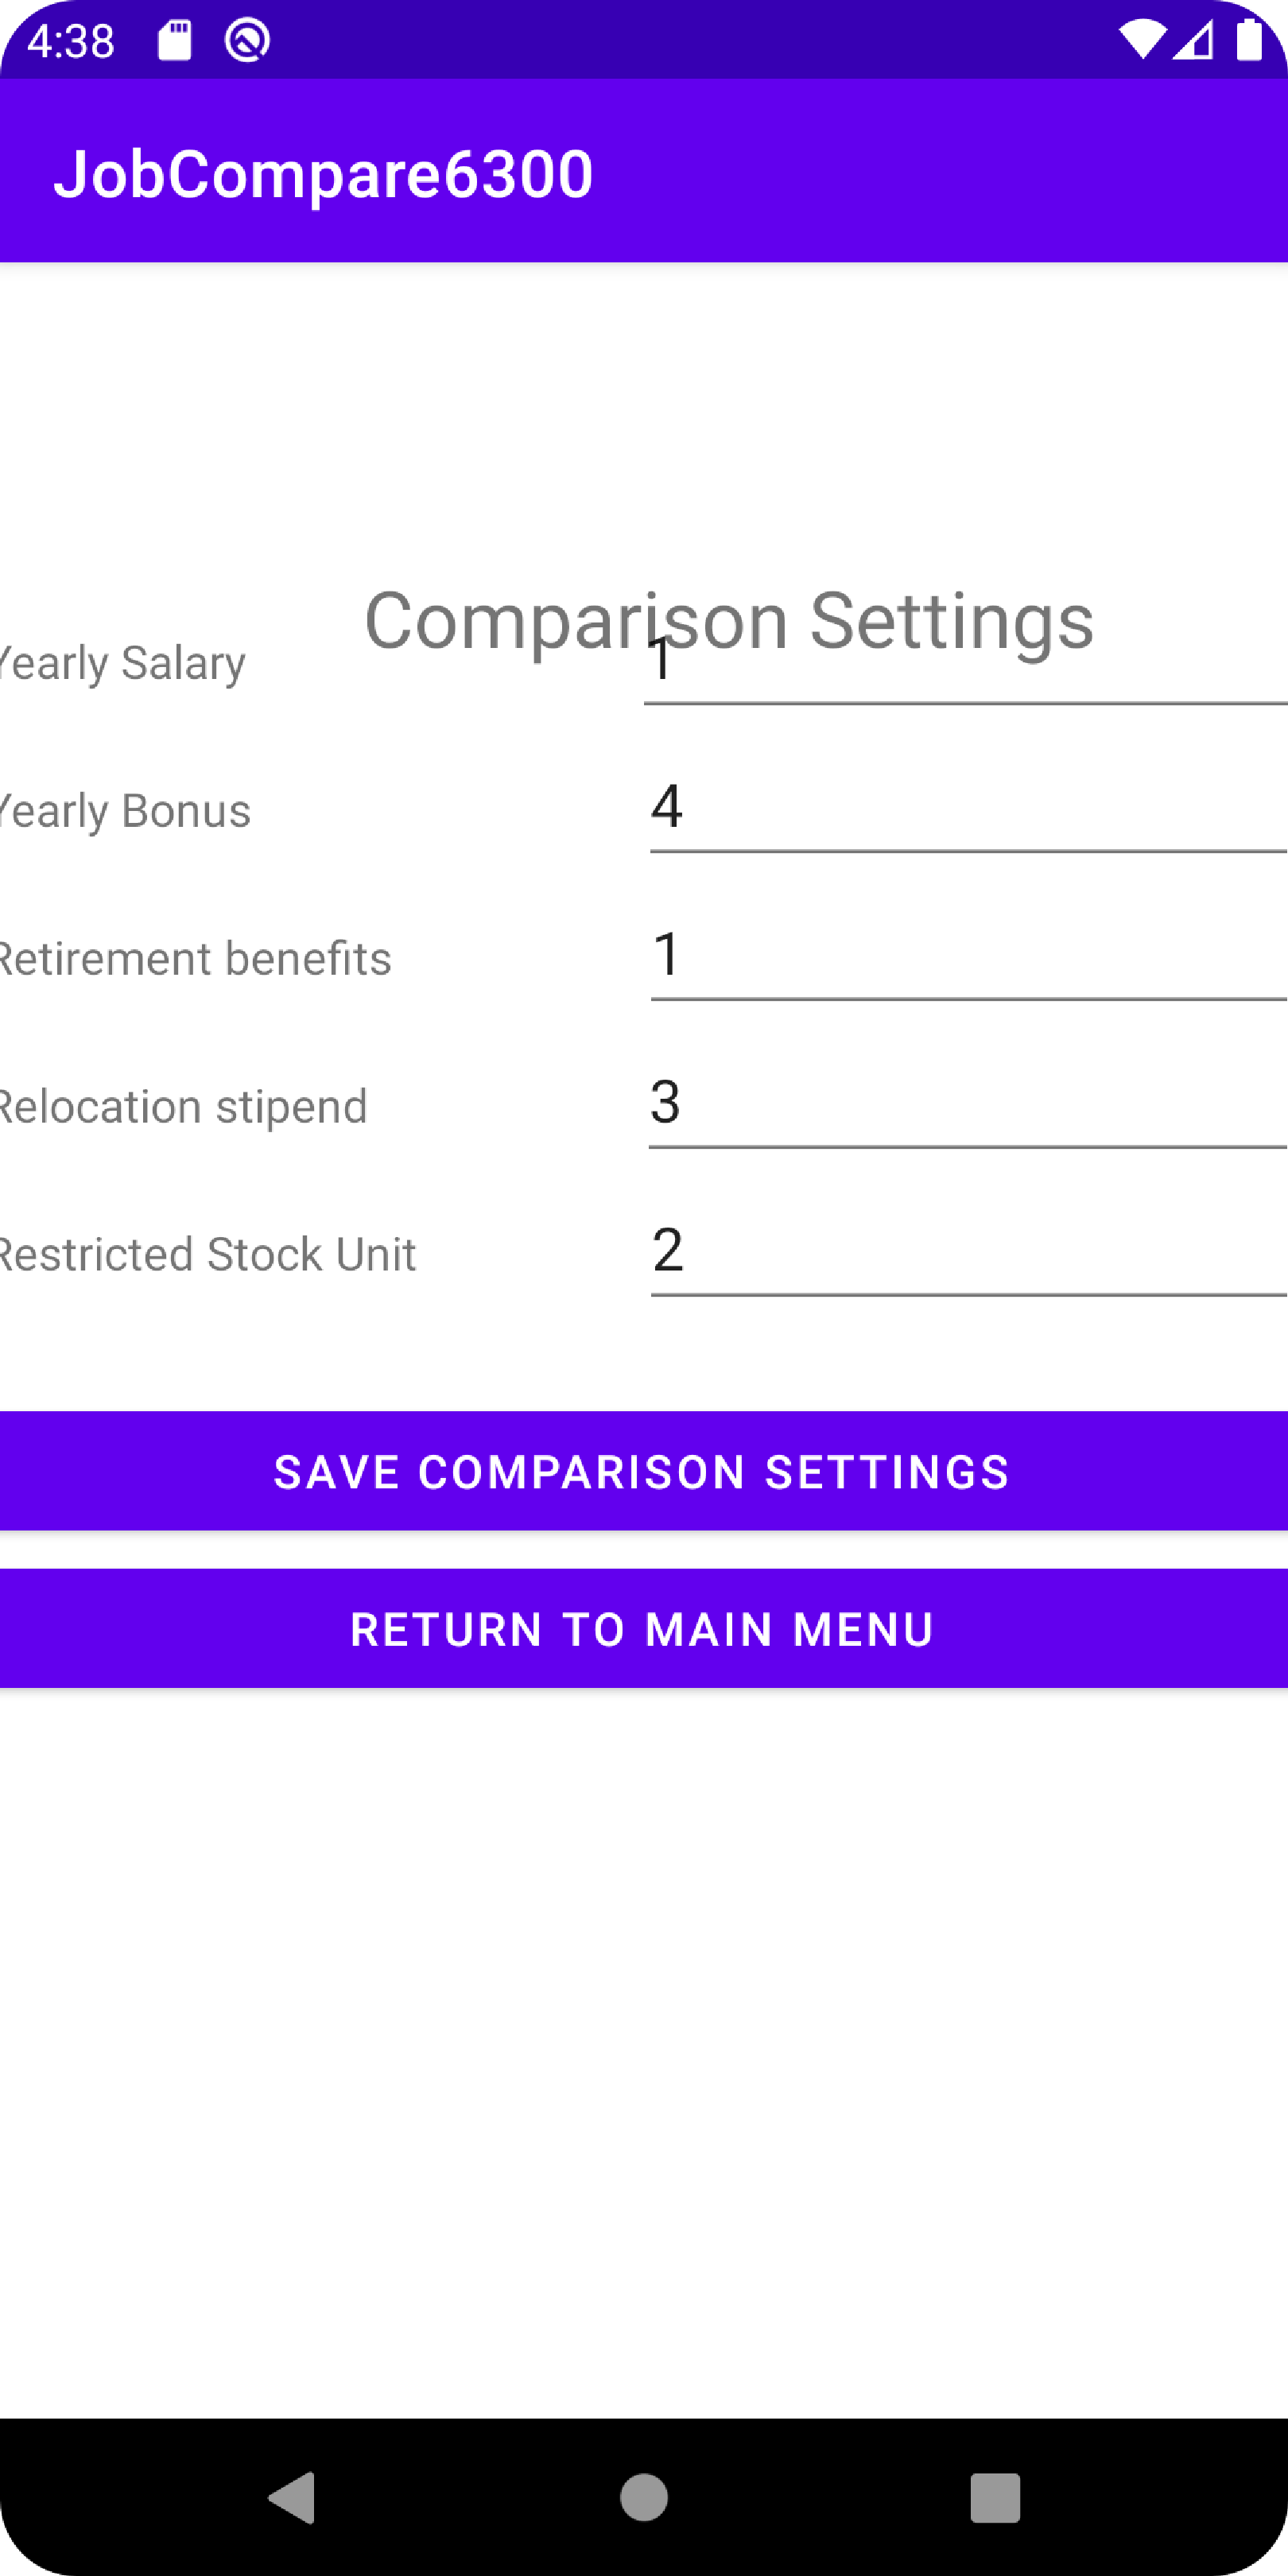 4:38
JobCompare6300
Comparison Settings
Yearly Salary 1
Yearly Bonus 4
Retirement benefits 1
Relocation stipend 3
Restricted Stock Unit 2
SAVE COMPARISON SETTINGS
RETURN TO MAIN MENU